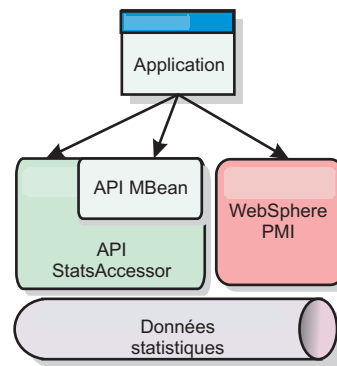 Application
API MBean
API
StatsAccessor
WebSphere
PMI
Données
statistiques